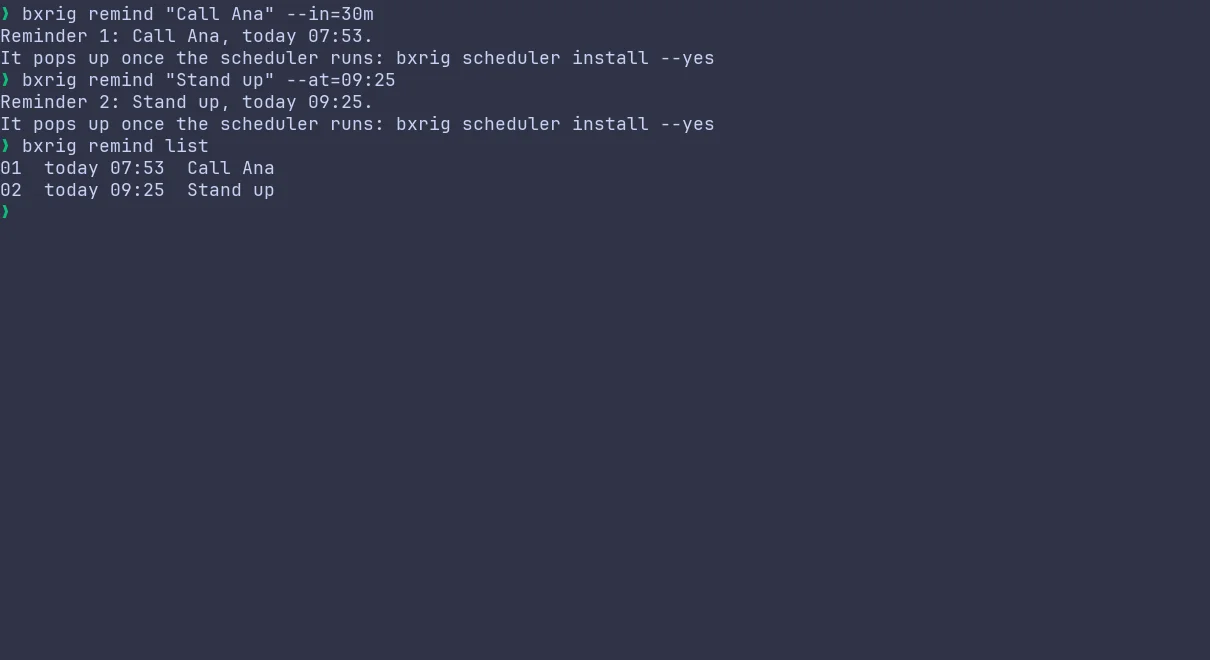 ❯ bxrig remind "Call Ana" --in=30m
Reminder 1: Call Ana, today 07:53.
It pops up once the scheduler runs: bxrig scheduler install --yes
❯ bxrig remind "Stand up" --at=09:25
Reminder 2: Stand up, today 09:25.
It pops up once the scheduler runs: bxrig scheduler install --yes
❯ bxrig remind list
01  today 07:53  Call Ana
02  today 09:25  Stand up
❯